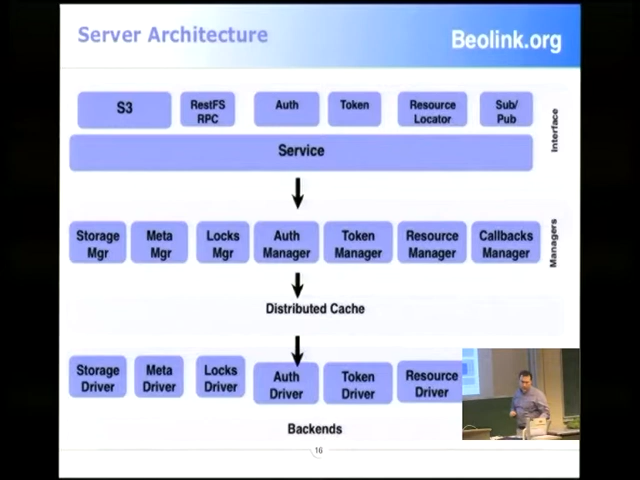 Server Architecture
Beolink.org
S3
RestFS
RPC
Auth
Token
Resource
Locator
Sub/
Pub
Interface
Service
Storage
Mgr
Meta
Mgr
Locks
Mgr
Auth
Manager
Token
Manager
Resource
Manager
Callbacks
Manager
Managers
Distributed Cache
Storage
Driver
Meta
Driver
Locks
Driver
Auth
Driver
Token
Driver
Resource
Driver
Backends
16